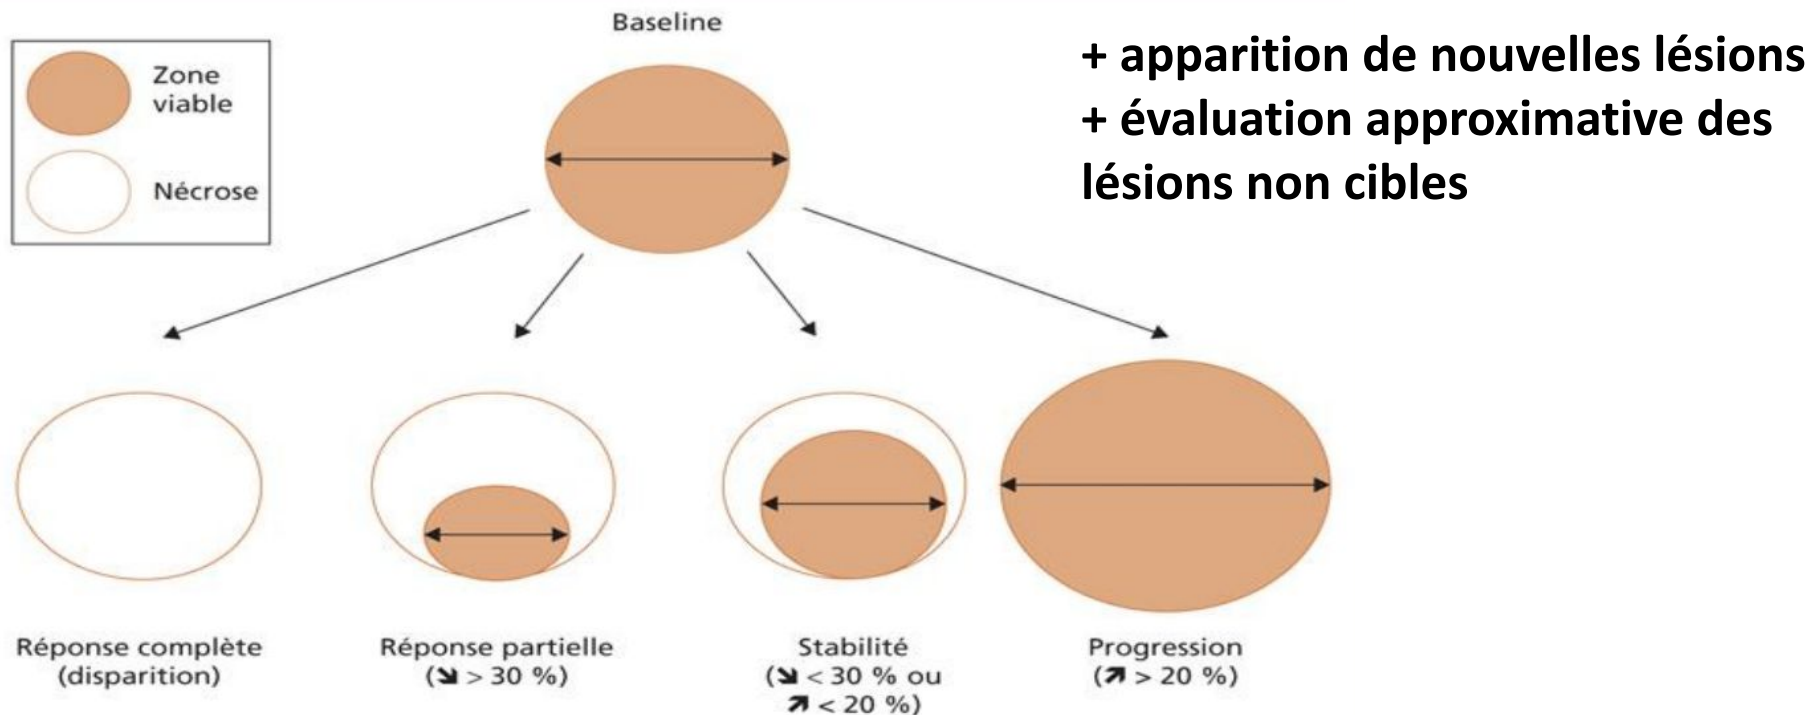 Baseline
Zone
viable
Nécrose
+ apparition de nouvelles lésions
+ évaluation approximative des
lésions non cibles
Réponse complète
(disparition)
Réponse partielle
(➘ > 30 %)
Stabilité
(➘ < 30 % ou
➚ < 20 %)
Progression
(➚ > 20 %)